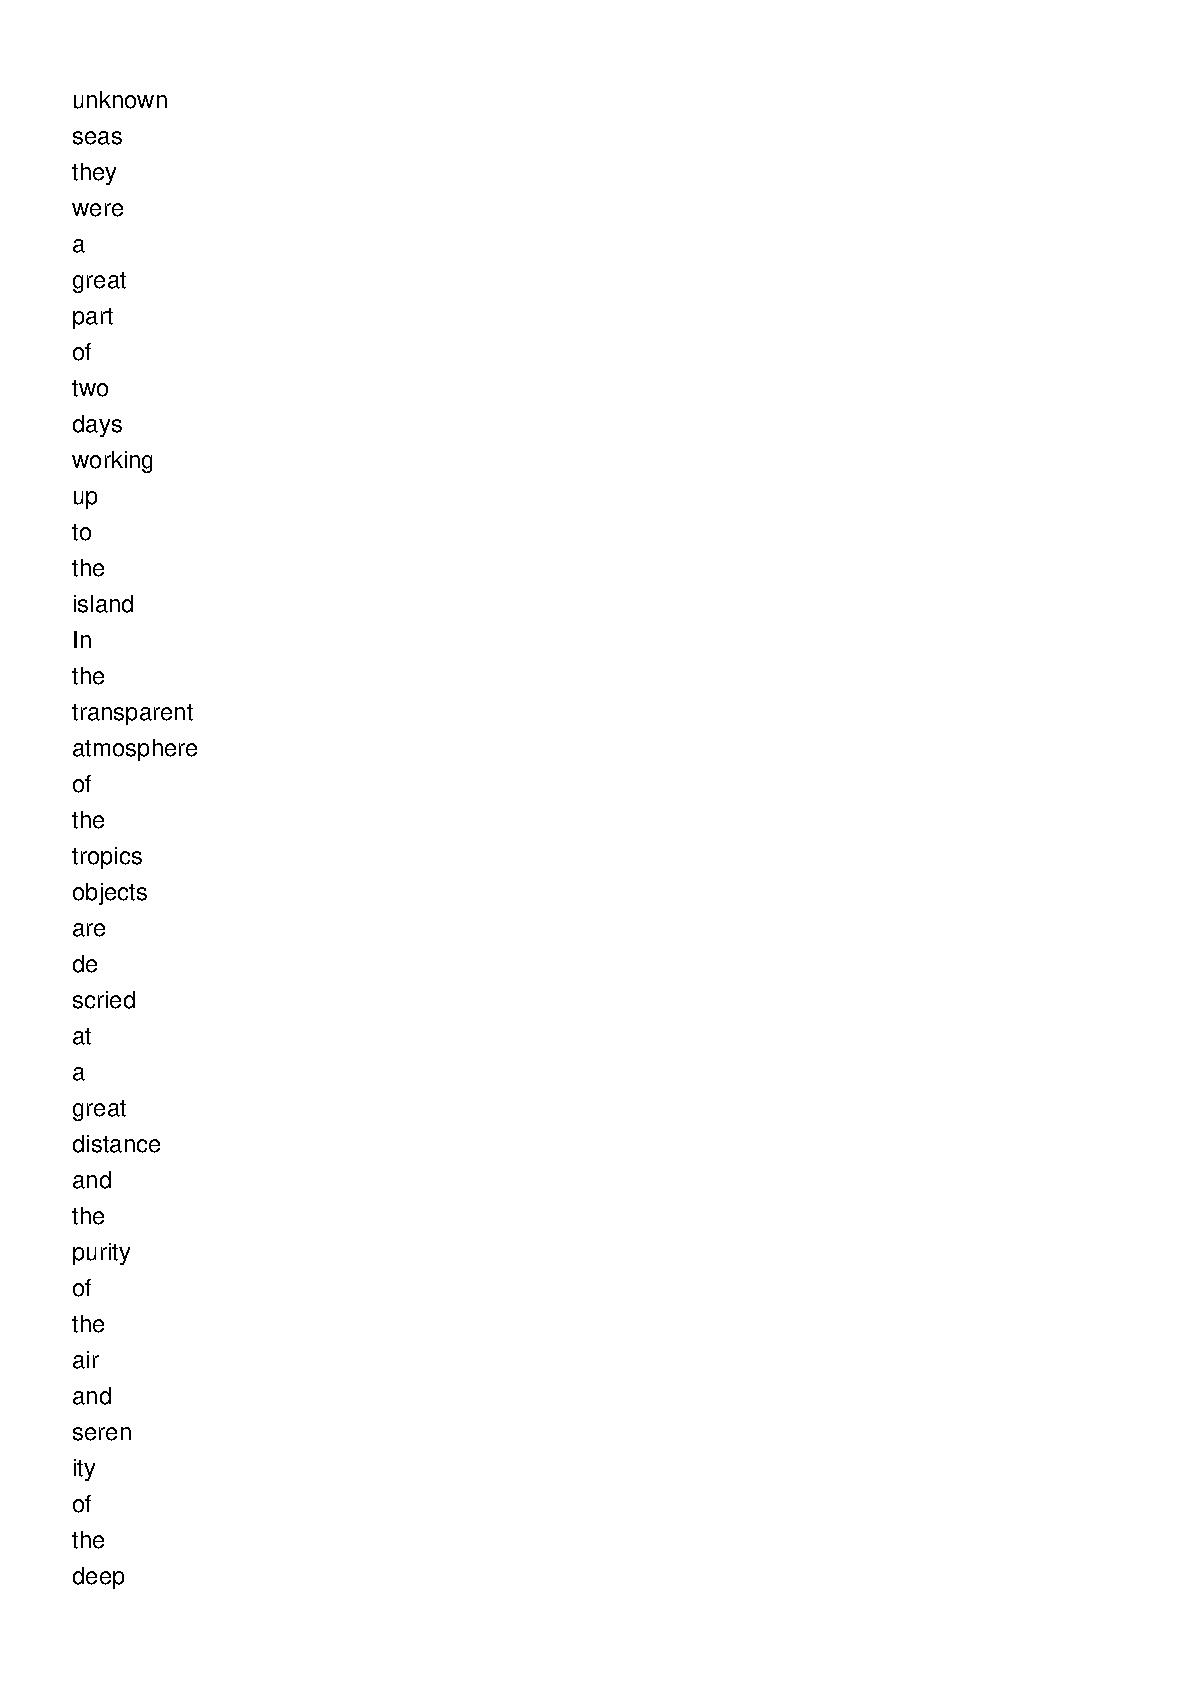 unknown
seas
they
were
a
great
part
of
two
days
working
up
to
the
island
In
the
transparent
atmosphere
of
the
tropics
objects
are
de
scried
at
a
great
distance
and
the
purity
of
the
air
and
seren
ity
of
the
deep